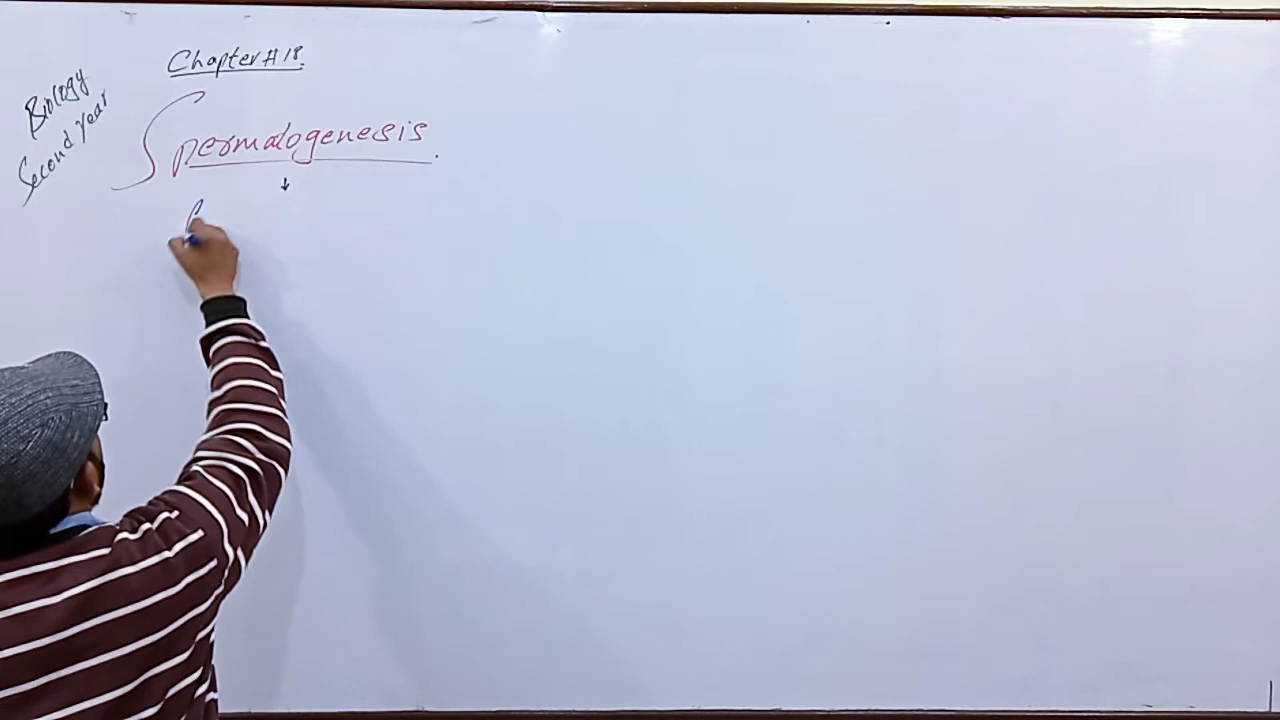 Chapter # 18.
Biology
Second year
Spermatogenesis.